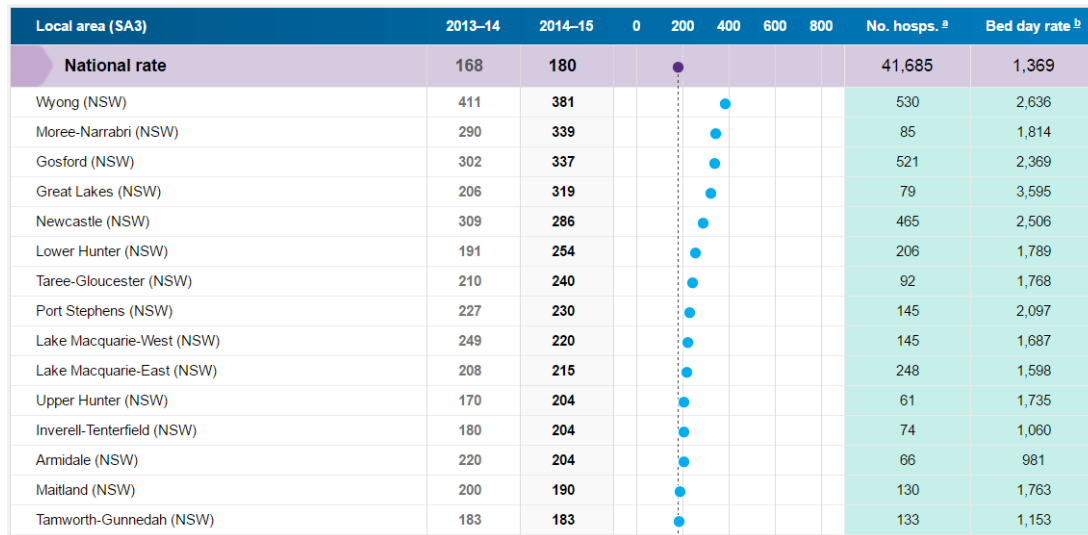 Local area (SA3) 2013–14 2014–15 0 200 400 600 800 No. hosps. a Bed day rate b
National rate 168 180 41,685 1,369
Wyong (NSW) 411 381 530 2,636
Moree-Narrabri (NSW) 290 339 85 1,814
Gosford (NSW) 302 337 521 2,369
Great Lakes (NSW) 206 319 79 3,595
Newcastle (NSW) 309 286 465 2,506
Lower Hunter (NSW) 191 254 206 1,789
Taree-Gloucester (NSW) 210 240 92 1,768
Port Stephens (NSW) 227 230 145 2,097
Lake Macquarie-West (NSW) 249 220 145 1,687
Lake Macquarie-East (NSW) 208 215 248 1,598
Upper Hunter (NSW) 170 204 61 1,735
Inverell-Tenterfield (NSW) 180 204 74 1,060
Armidale (NSW) 220 204 66 981
Maitland (NSW) 200 190 130 1,763
Tamworth-Gunnedah (NSW) 183 183 133 1,153